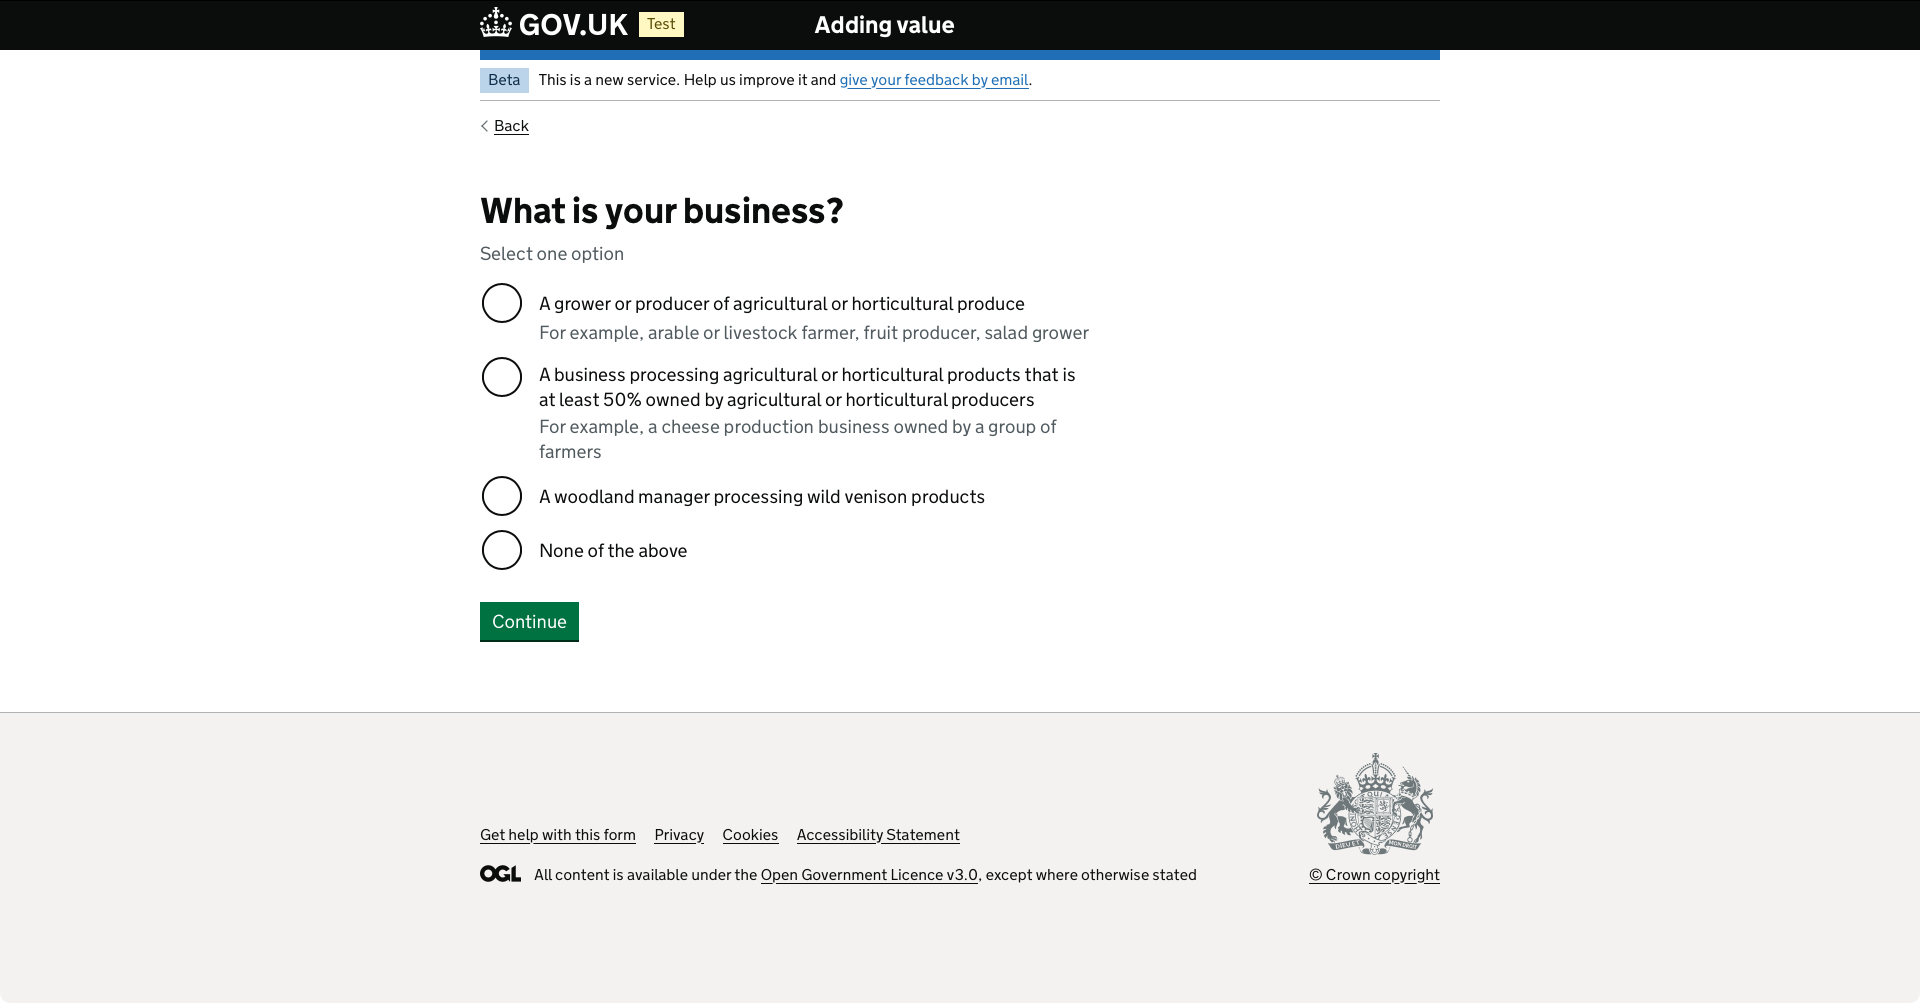 GOV.UK Test Adding value
Beta This is a new service. Help us improve it and give your feedback by email.
Back
What is your business?
Select one option
A grower or producer of agricultural or horticultural produce
For example, arable or livestock farmer, fruit producer, salad grower
A business processing agricultural or horticultural products that is
at least 50% owned by agricultural or horticultural producers
For example, a cheese production business owned by a group of
farmers
A woodland manager processing wild venison products
None of the above
Continue
Get help with this form Privacy Cookies Accessibility Statement
OGL All content is available under the Open Government Licence v3.0, except where otherwise stated
DIEU ET MON DROIT
© Crown copyright